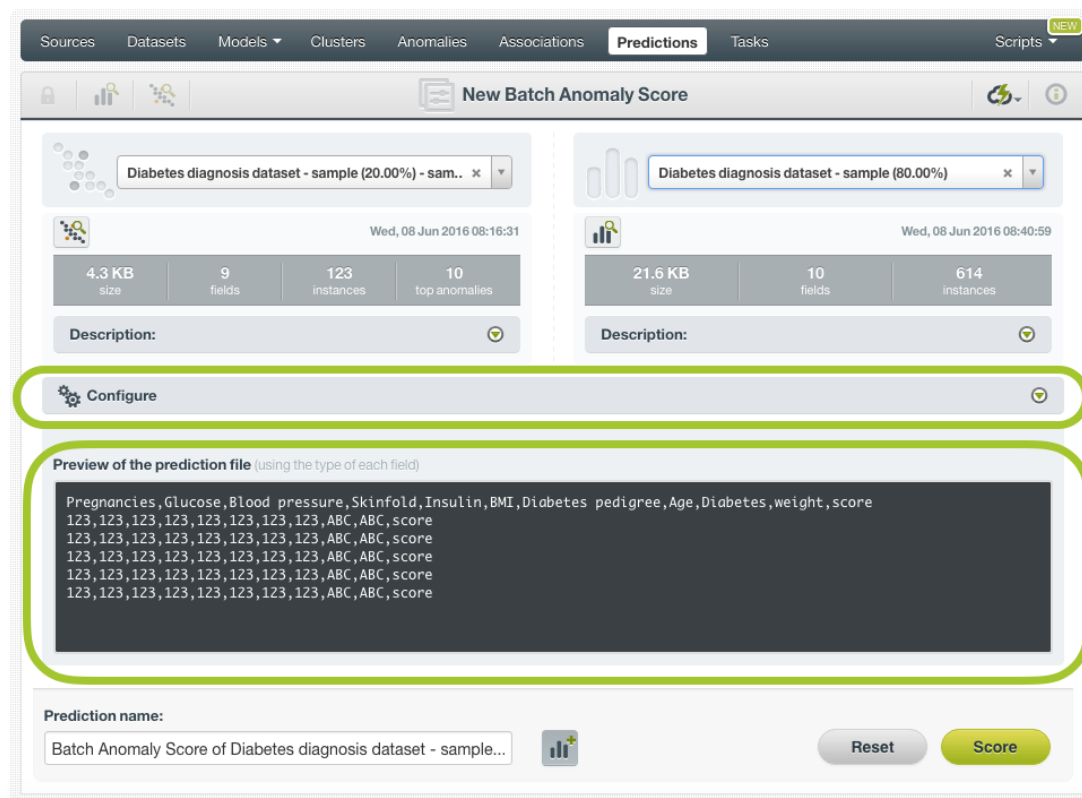 Sources Datasets Models Clusters Anomalies Associations Predictions Tasks Scripts NEW
New Batch Anomaly Score
Diabetes diagnosis dataset - sample (20.00%) - sam.. ×
Diabetes diagnosis dataset - sample (80.00%) ×
Wed, 08 Jun 2016 08:16:31
Wed, 08 Jun 2016 08:40:59
4.3 KB 9 123 10
size fields instances top anomalies
21.6 KB 10 614
size fields instances
Description:
Description:
Configure
Preview of the prediction file (using the type of each field)
Pregnancies,Glucose,Blood pressure,Skinfold,Insulin,BMI,Diabetes pedigree,Age,Diabetes,weight,score
123,123,123,123,123,123,123,123,ABC,ABC,score
123,123,123,123,123,123,123,123,ABC,ABC,score
123,123,123,123,123,123,123,123,ABC,ABC,score
123,123,123,123,123,123,123,123,ABC,ABC,score
123,123,123,123,123,123,123,123,ABC,ABC,score
Prediction name:
Batch Anomaly Score of Diabetes diagnosis dataset - sample...
Reset
Score